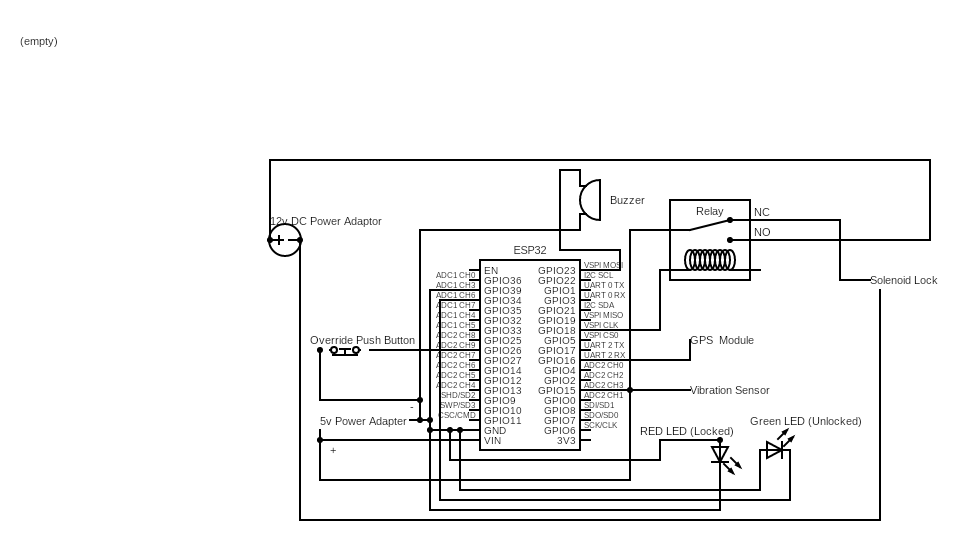 (empty)
Buzzer
Relay
NC
12v DC Power Adaptor
NO
ESP32
VSPI MOSI
EN
GPIO23
ADC1 CH0
I2C SCL
GPIO36
GPIO22
ADC1 CH3
UART 0 TX
GPIO39
GPIO1
ADC1 CH6
UART 0 RX
GPIO34
GPIO3
ADC1 CH7
I2C SDA
GPIO35
GPIO21
ADC1 CH4
VSPI MISO
GPIO32
GPIO19
ADC1 CH5
VSPI CLK
GPIO33
GPIO18
ADC2 CH8
VSPI CS0
GPIO25
GPIO5
ADC2 CH9
UART 2 TX
GPIO26
GPIO17
ADC2 CH7
UART 2 RX
GPIO27
GPIO16
ADC2 CH6
ADC2 CH0
GPIO14
GPIO4
ADC2 CH5
ADC2 CH2
GPIO12
GPIO2
ADC2 CH4
ADC2 CH3
GPIO13
GPIO15
SHD/SD2
ADC2 CH1
GPIO9
GPIO0
SWP/SD3
SDI/SD1
GPIO10
GPIO8
CSC/CMD
SDO/SD0
GPIO11
GPIO7
SCK/CLK
GND
GPIO6
VIN
3V3
Solenoid Lock
Override Push Button
GPS Module
Vibration Sensor
-
5v Power Adapter
+
RED LED (Locked)
Green LED (Unlocked)